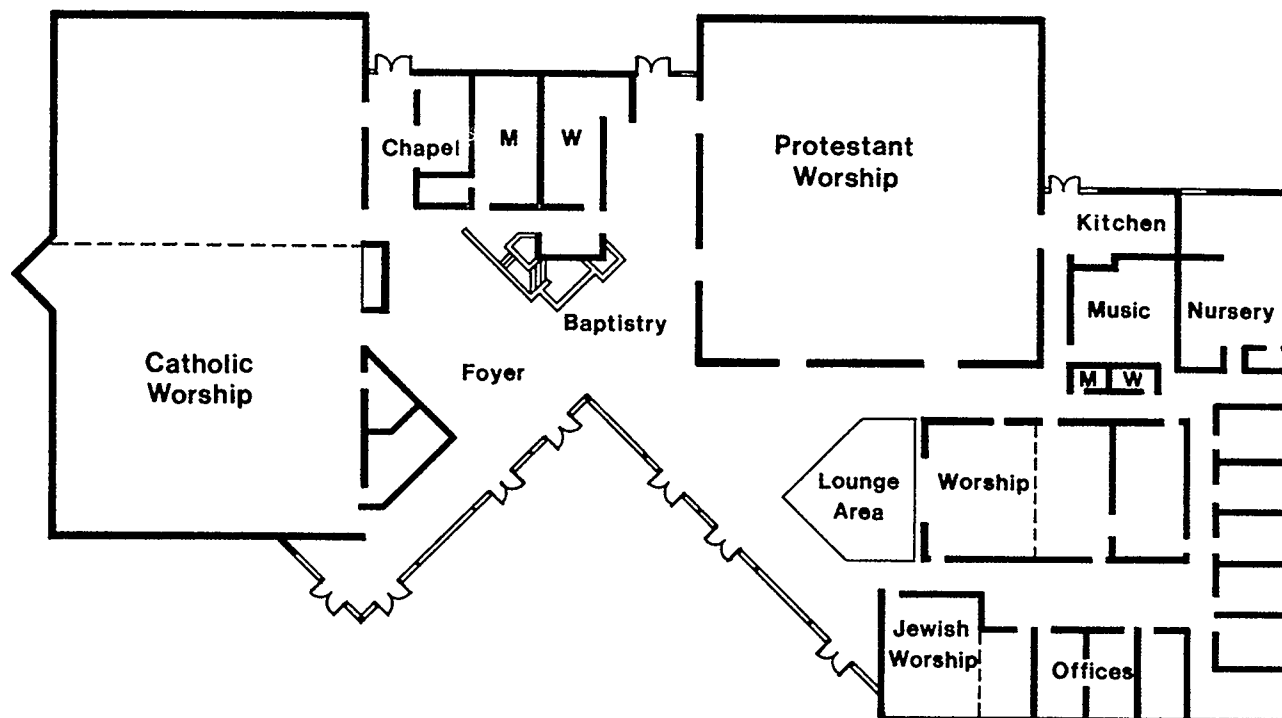 Chapel
M
W
Protestant
Worship
Kitchen
Music
Nursery
Baptistry
Catholic
Worship
Foyer
M
W
Lounge
Area
Worship
Jewish
Worship
Offices